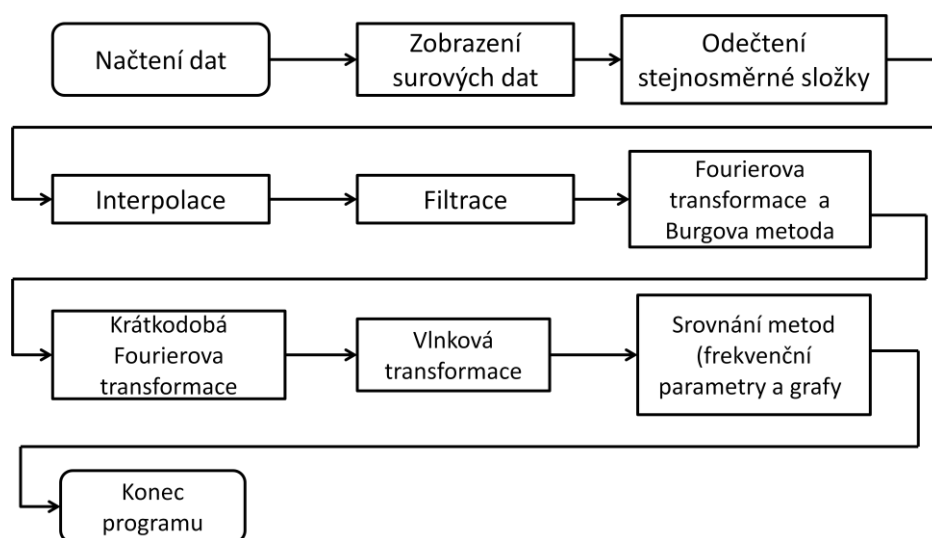 Načtení dat
Zobrazení
surových dat
Odečtení
stejnosměrné složky
Interpolace
Filtrace
Fourierova
transformace a
Burgova metoda
Krátkodobá
Fourierova
transformace
Vlnková
transformace
Srovnání metod
(frekvenční
parametry a grafy
Konec
programu